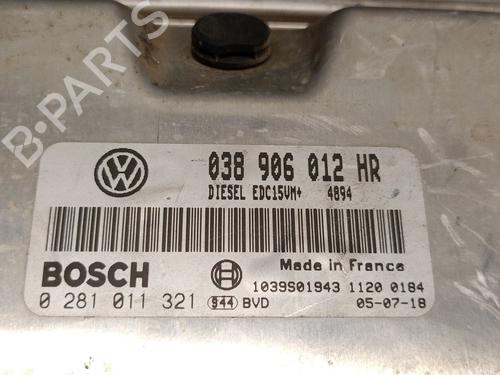 B-PARTS
038 906 012 HR
DIESEL EDC15VM+ 4894
BOSCH
Made in France
0 281 011 321 944 BVD
1039S01943 1120 0184
05-07-18